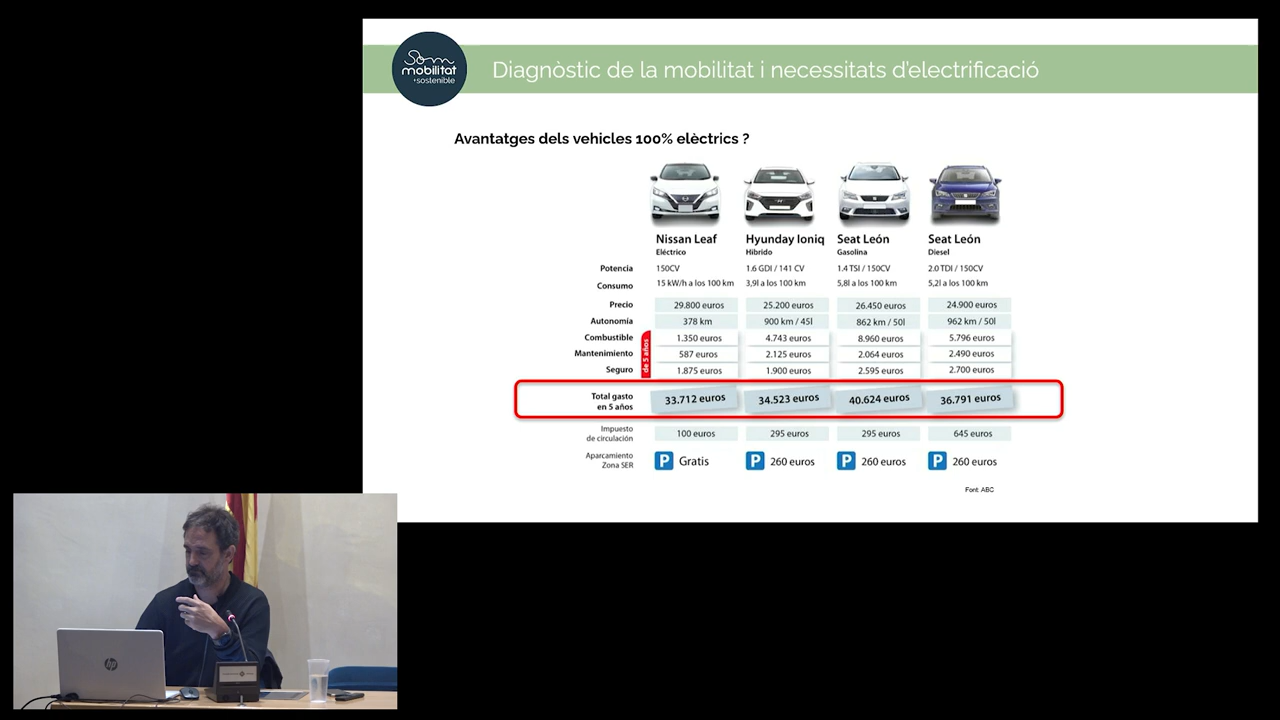 Som
mobilitat
+sostenible
Diagnòstic de la mobilitat i necessitats d'electrificació
Avantatges dels vehicles 100% elèctrics ?
Nissan Leaf Hyunday Ioniq Seat León Seat León
Eléctrico Híbrido Gasolina Diesel
Potencia 150CV 1.6 GDI / 141 CV 1.4 TSI / 150CV 2.0 TDI / 150CV
Consumo 15 kW/h a los 100 km 3,9l a los 100 km 5,8l a los 100 km 5,2l a los 100 km
Precio 29.800 euros 25.200 euros 26.450 euros 24.900 euros
Autonomía 378 km 900 km / 45l 862 km / 50l 962 km / 50l
Combustible 1.350 euros 4.743 euros 8.960 euros 5.796 euros
Mantenimiento 587 euros 2.125 euros 2.064 euros 2.490 euros
Seguro 1.875 euros 1.900 euros 2.595 euros 2.700 euros
de 5 años
Total gasto
en 5 años 33.712 euros 34.523 euros 40.624 euros 36.791 euros
Impuesto
de circulación 100 euros 295 euros 295 euros 645 euros
Aparcamiento
Zona SER P Gratis P 260 euros P 260 euros P 260 euros
Font: ABC
hp